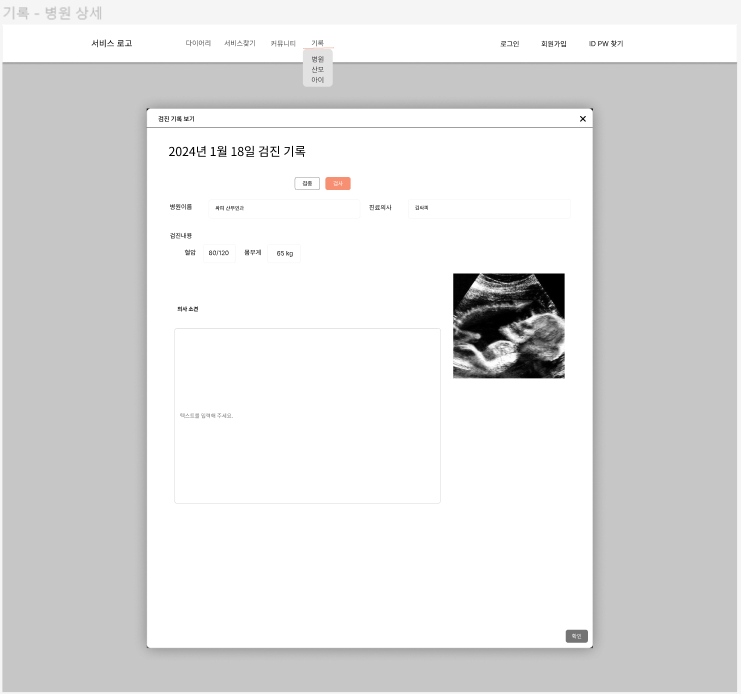 기록 - 병원 상세
서비스 로고 다이어리 서비스찾기 커뮤니티 기록 로그인 회원가입 ID PW 찾기
병원
산모
아이
검진 기록 보기
2024년 1월 18일 검진 기록
검진 검사
병원이름 싸피 산부인과 진료의사 김싸피
검진내용
혈압 80/120 몸무게 65 kg
의사 소견
텍스트를 입력해 주세요.
확인